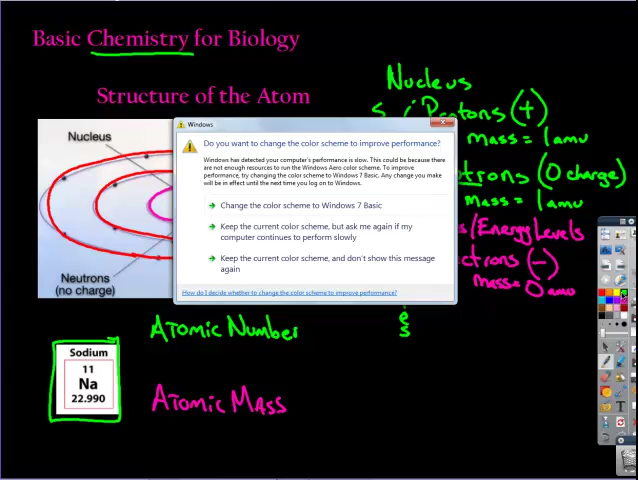 Basic Chemistry for Biology
Nucleus
Structure of the Atom
Protons (+)
mass = 1 amu
Nucleus
Windows
Do you want to change the color scheme to improve performance?
Windows has detected your computer's performance is slow. This could be because there
are not enough resources to run the Windows Aero color scheme. To improve
performance, try changing the color scheme to Windows 7 Basic. Any change you make
will be in effect until the next time you log on to Windows.
Change the color scheme to Windows 7 Basic
Keep the current color scheme, but ask me again if my
computer continues to perform slowly
Keep the current color scheme, and don't show this message
again
How do I decide whether to change the color scheme to improve performance?
trons (0 charge)
mass = 1 amu
s/Energy Levels
ectrons (-)
mass = 0 amu
Neutrons
(no charge)
e
s
Atomic Number
Sodium
11
Na
22.990
Atomic Mass